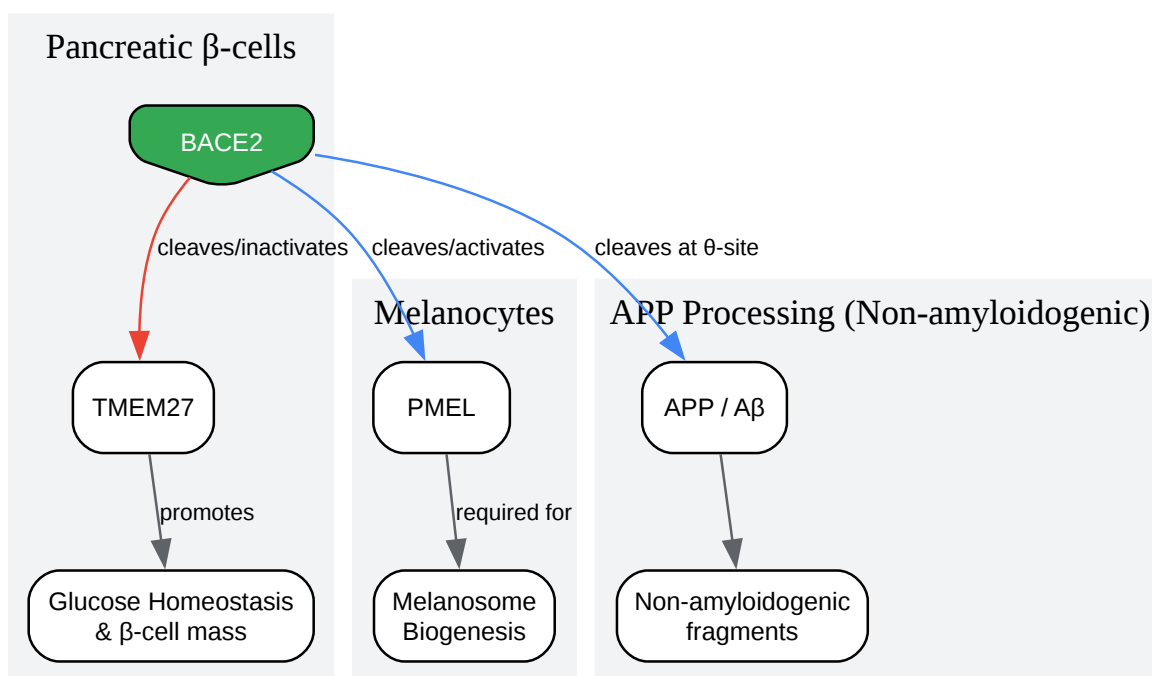 Pancreatic β-cells
BACE2
cleaves/inactivates
cleaves/activates
cleaves at θ-site
Melanocytes
APP Processing (Non-amyloidogenic)
TMEM27
PMEL
APP / Aβ
promotes
required for
Glucose Homeostasis
& β-cell mass
Melanosome
Biogenesis
Non-amyloidogenic
fragments